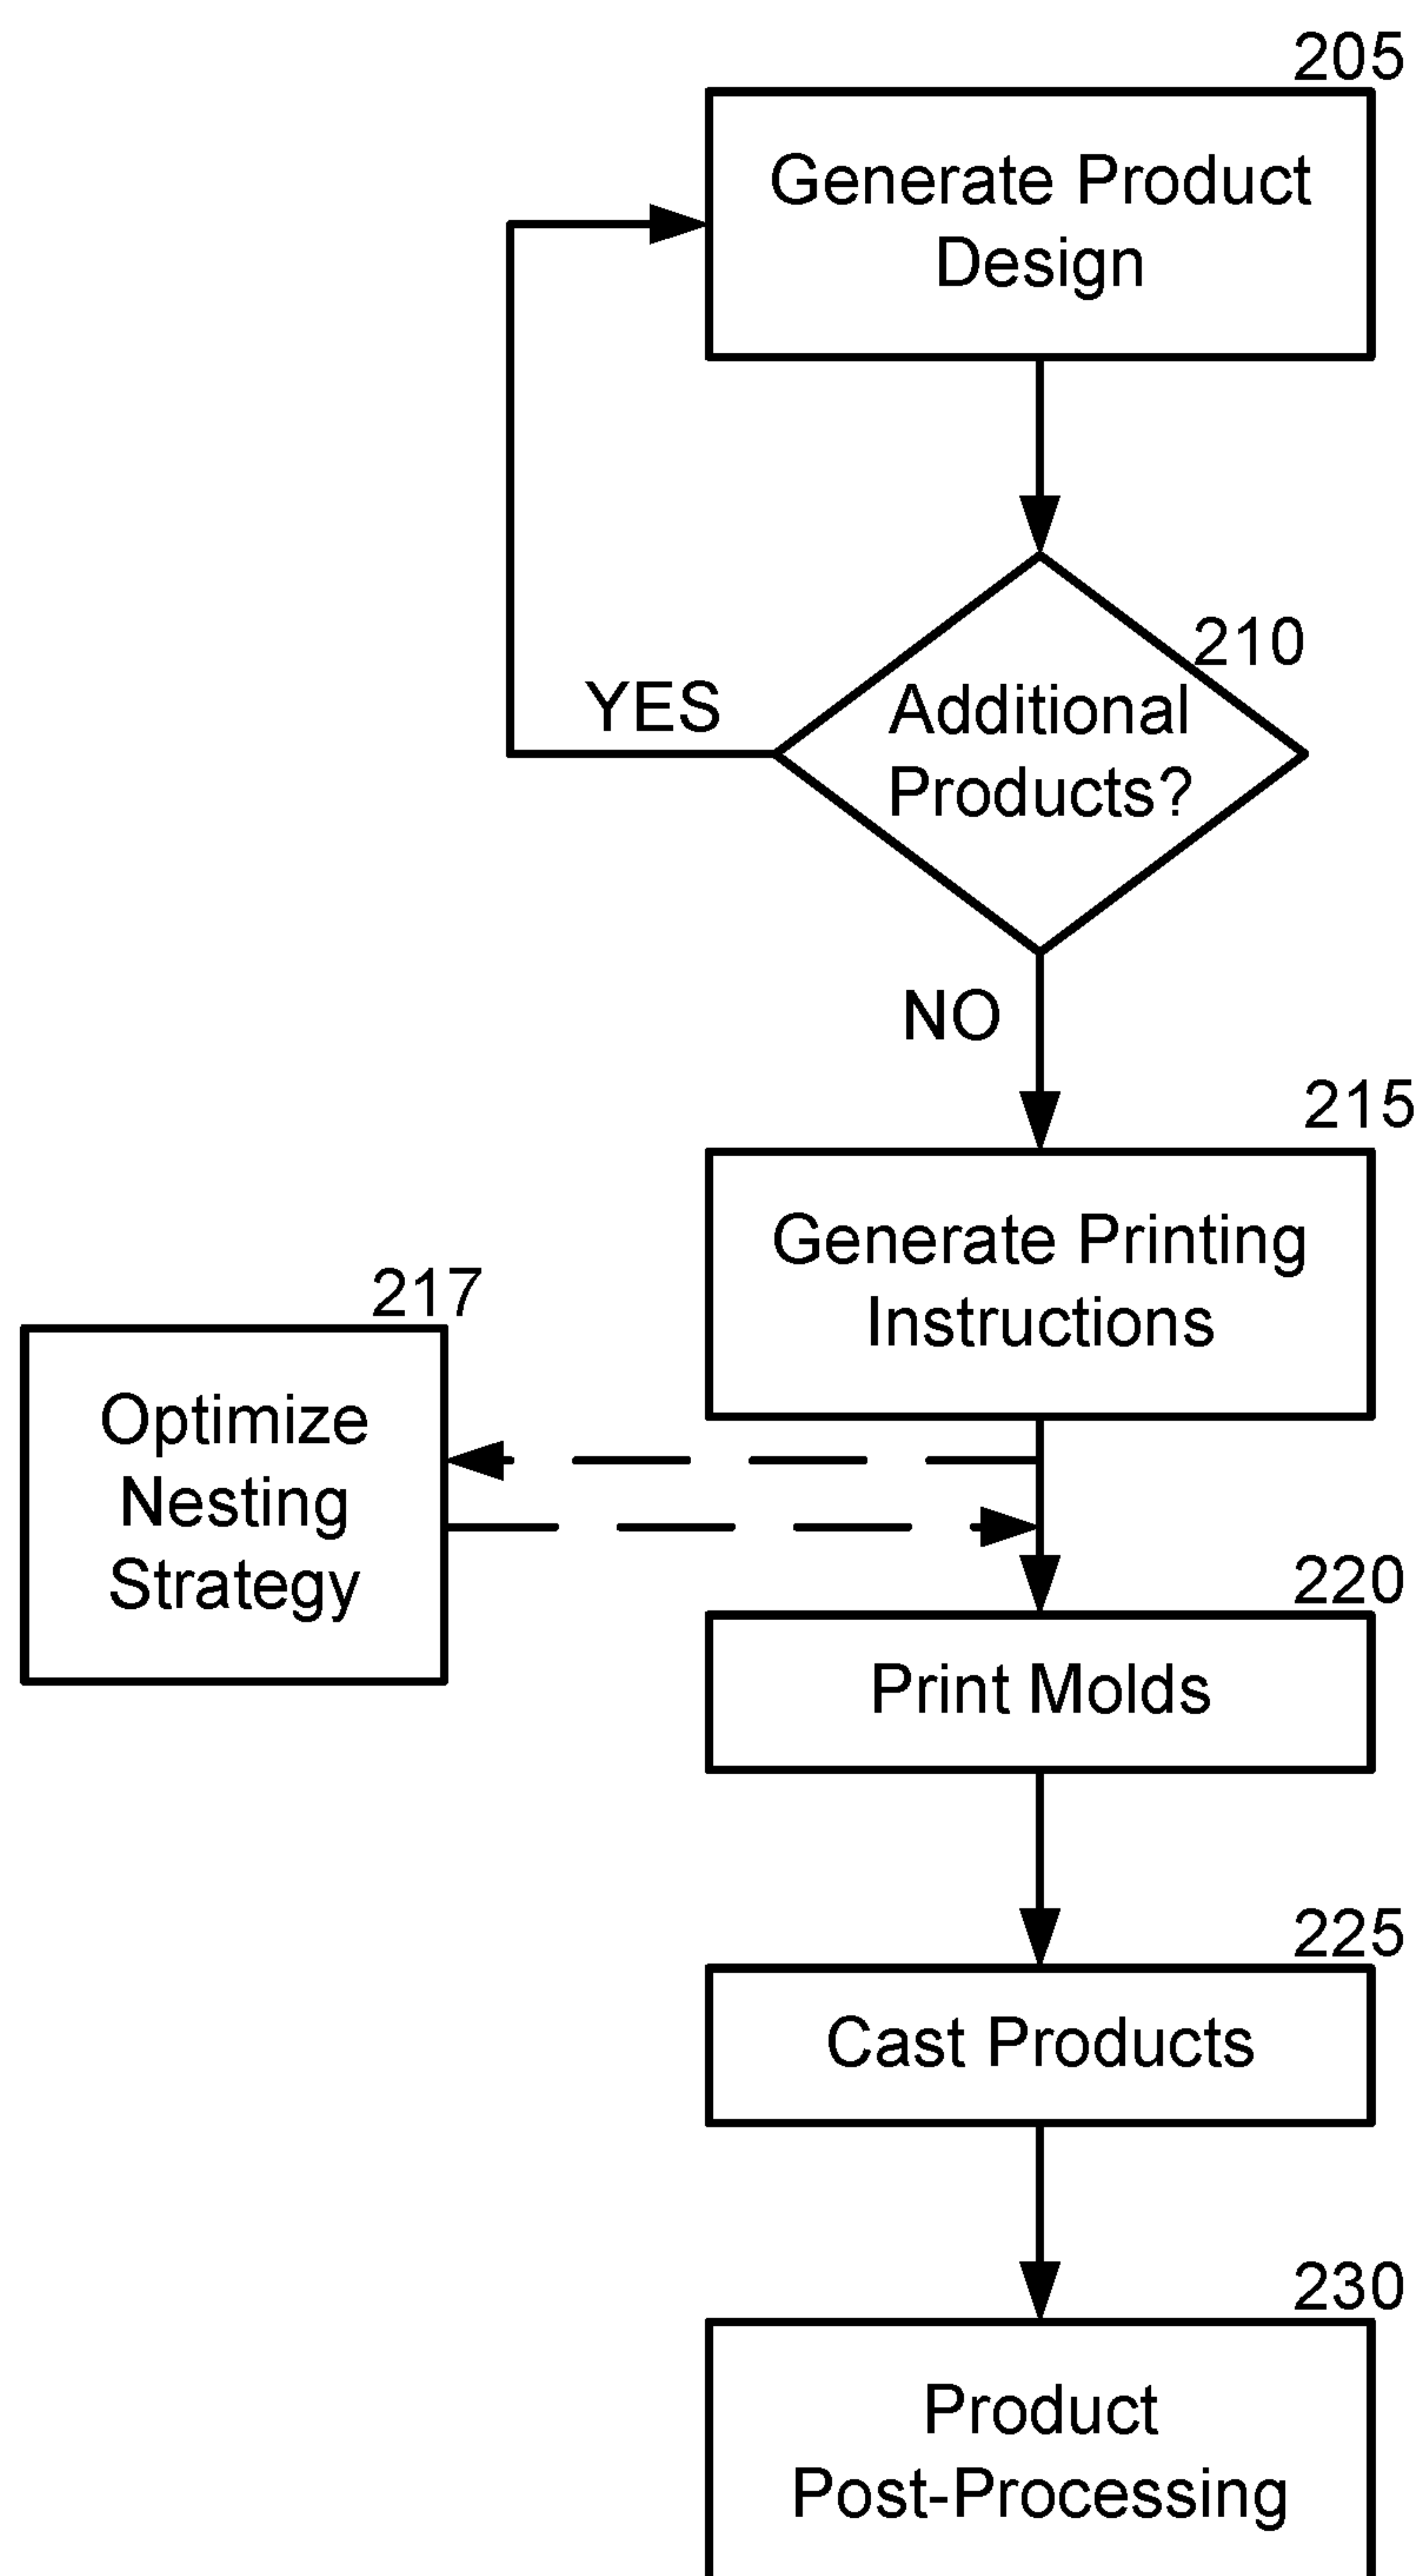 205
Generate Product
Design
210
Additional
Products?
YES
NO
215
Generate Printing
Instructions
217
Optimize
Nesting
Strategy
220
Print Molds
225
Cast Products
230
Product
Post-Processing